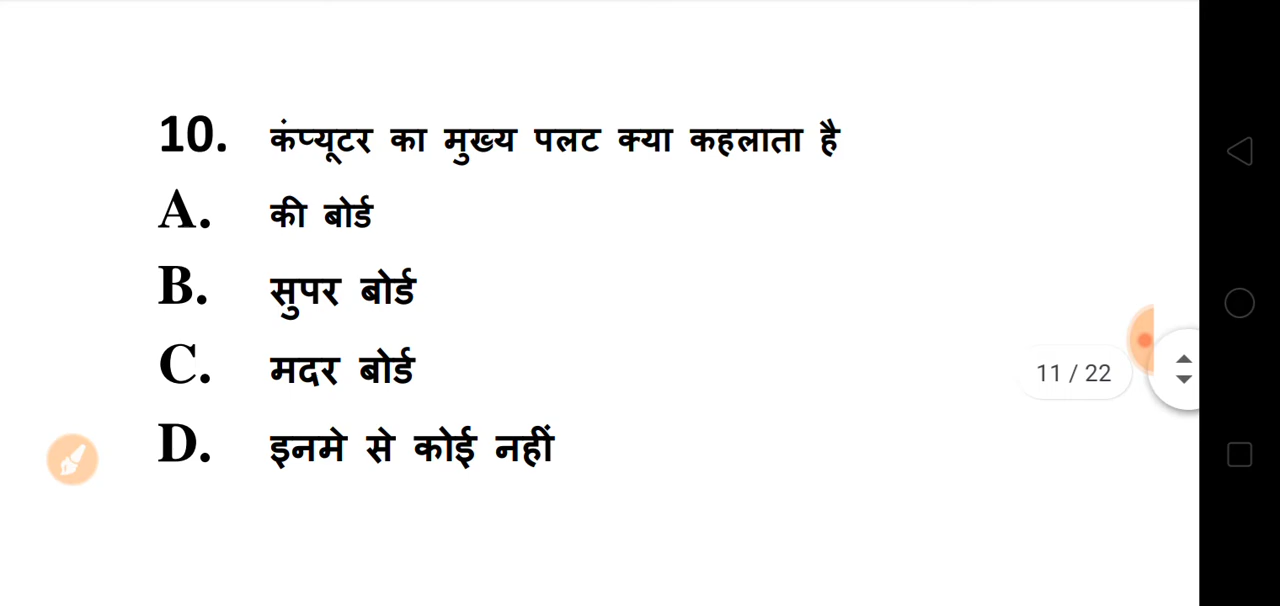 10. कंप्यूटर का मुख्य पलट क्या कहलाता है
A. की बोर्ड
B. सुपर बोर्ड
C. मदर बोर्ड
11 / 22
D. इनमे से कोई नहीं